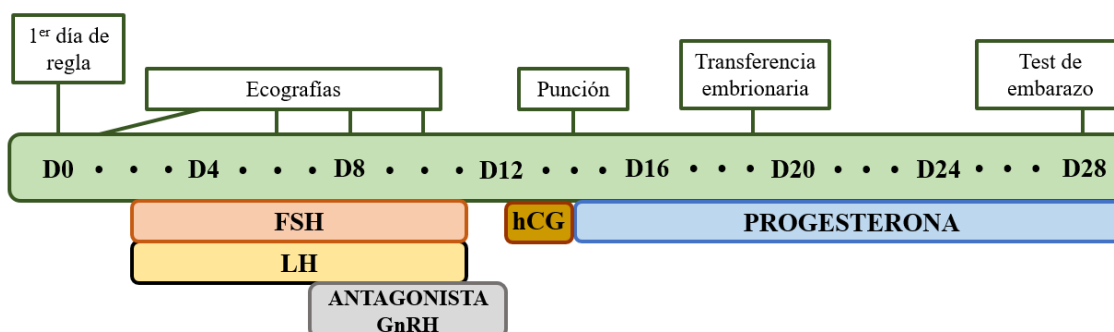 1er día de
regla
Ecografías
Punción
Transferencia
embrionaria
Test de
embarazo
D0 • • • D4 • • • D8 • • • D12 • • • D16 • • • D20 • • • D24 • • • D28
FSH
hCG
PROGESTERONA
LH
ANTAGONISTA
GnRH